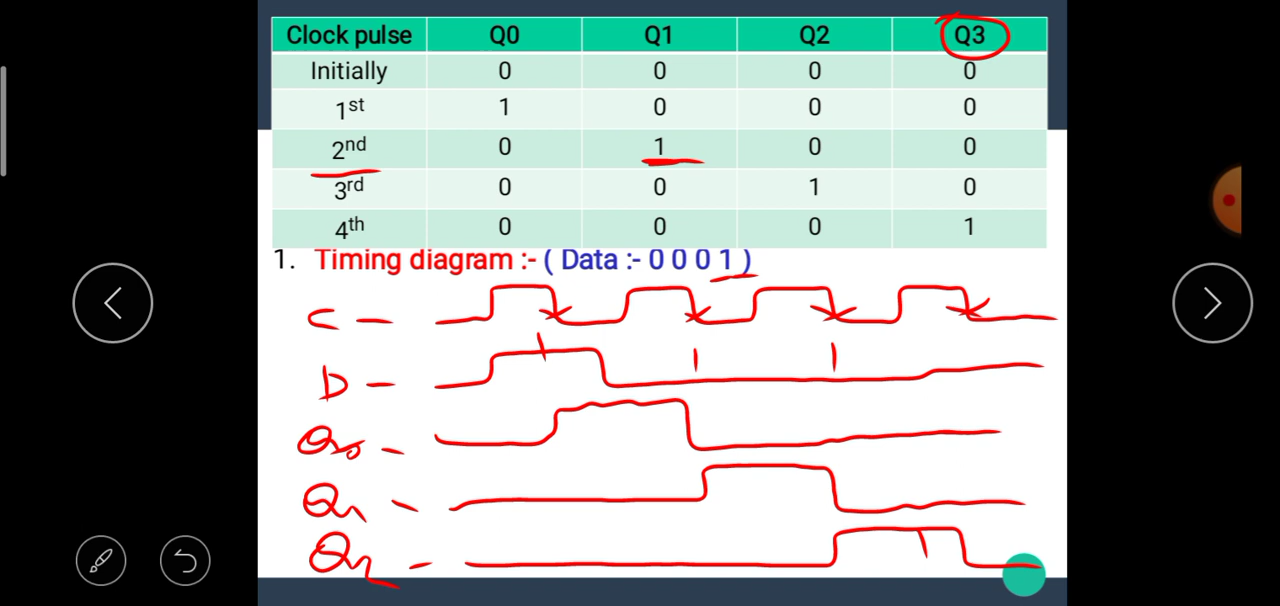 Clock pulse Q0 Q1 Q2 Q3
Initially 0 0 0 0
1st 1 0 0 0
2nd 0 1 0 0
3rd 0 0 1 0
4th 0 0 0 1
1. Timing diagram :- ( Data :- 0 0 0 1 )
C -
D -
Q0 -
Q1 -
Q2 -